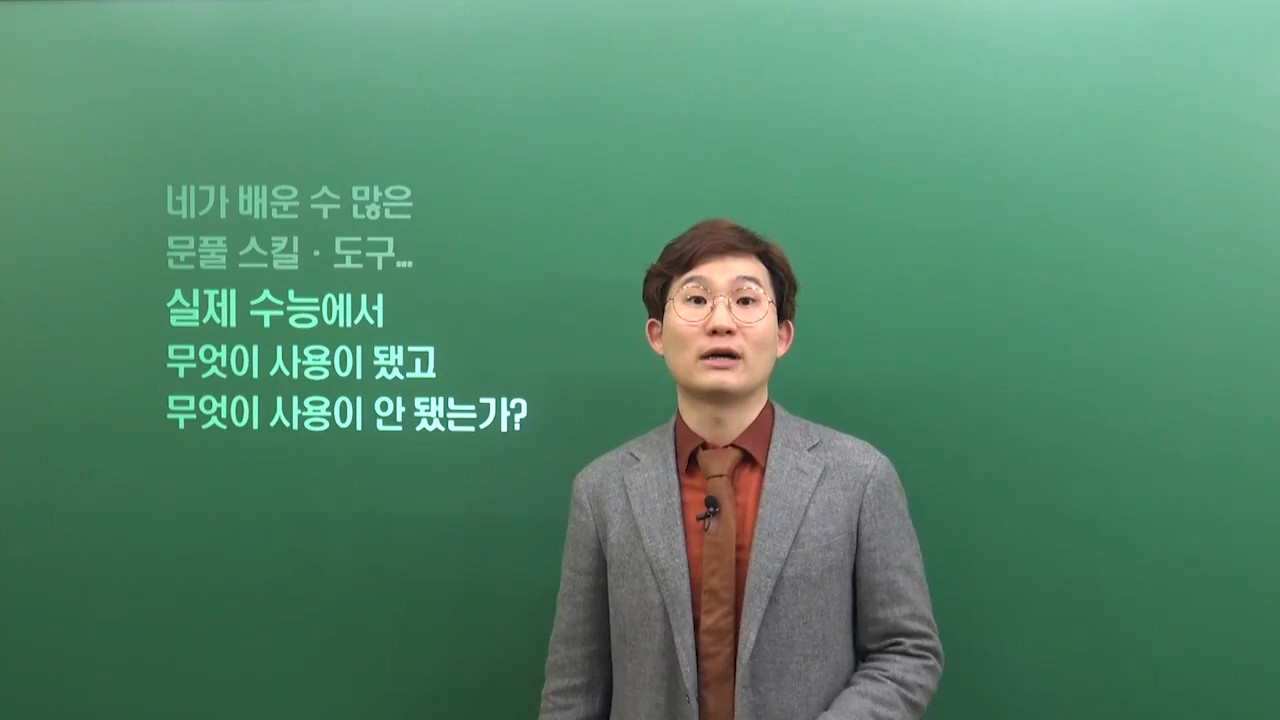 네가 배운 수 많은
문풀 스킬 · 도구...
실제 수능에서
무엇이 사용이 됐고
무엇이 사용이 안 됐는가?